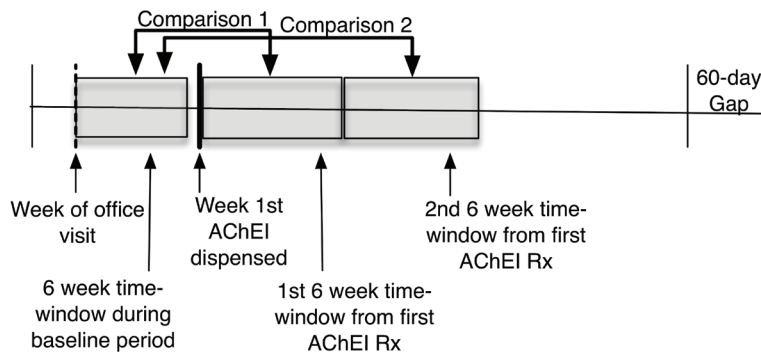 Comparison 1
Comparison 2
60-day
Gap
Week of office
visit
6 week time-
window during
baseline period
Week 1st
AChEI
dispensed
1st 6 week time-
window from first
AChEI Rx
2nd 6 week time-
window from first
AChEI Rx